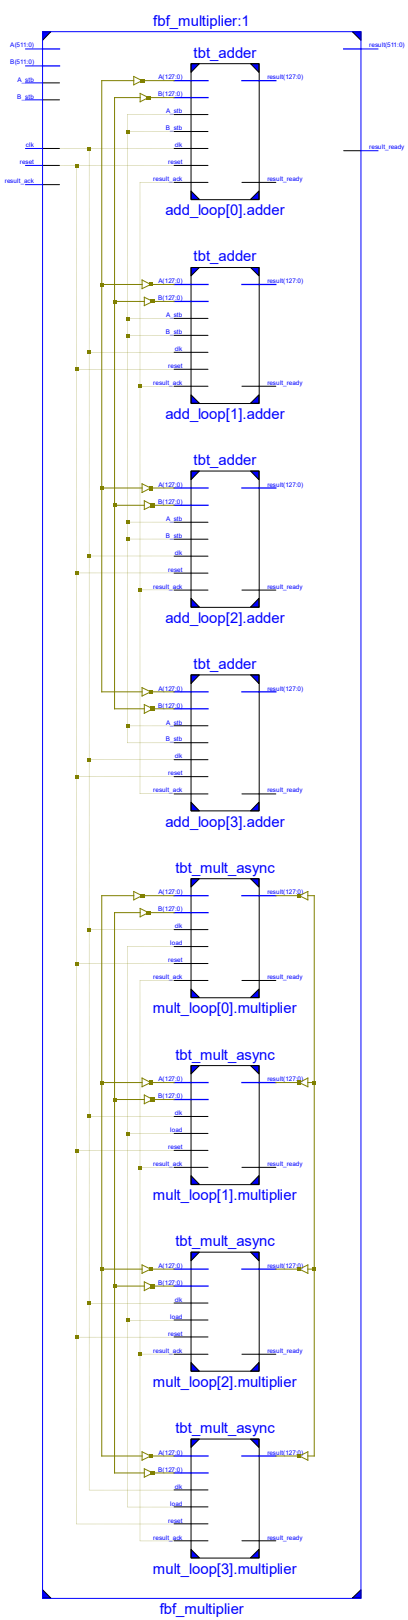 fbf_multiplier:1
A(511:0)
result(511:0)
B(511:0)
A_stb
B_stb
clk
reset
result_ready
result_ack
tbt_adder
A(127:0)
result(127:0)
B(127:0)
A_stb
B_stb
clk
reset
result_ack
result_ready
add_loop[0].adder
tbt_adder
A(127:0)
result(127:0)
B(127:0)
A_stb
B_stb
clk
reset
result_ack
result_ready
add_loop[1].adder
tbt_adder
A(127:0)
result(127:0)
B(127:0)
A_stb
B_stb
clk
reset
result_ack
result_ready
add_loop[2].adder
tbt_adder
A(127:0)
result(127:0)
B(127:0)
A_stb
B_stb
clk
reset
result_ack
result_ready
add_loop[3].adder
tbt_mult_async
A(127:0)
result(127:0)
B(127:0)
clk
load
reset
result_ack
result_ready
mult_loop[0].multiplier
tbt_mult_async
A(127:0)
result(127:0)
B(127:0)
clk
load
reset
result_ack
result_ready
mult_loop[1].multiplier
tbt_mult_async
A(127:0)
result(127:0)
B(127:0)
clk
load
reset
result_ack
result_ready
mult_loop[2].multiplier
tbt_mult_async
A(127:0)
result(127:0)
B(127:0)
clk
load
reset
result_ack
result_ready
mult_loop[3].multiplier
fbf_multiplier